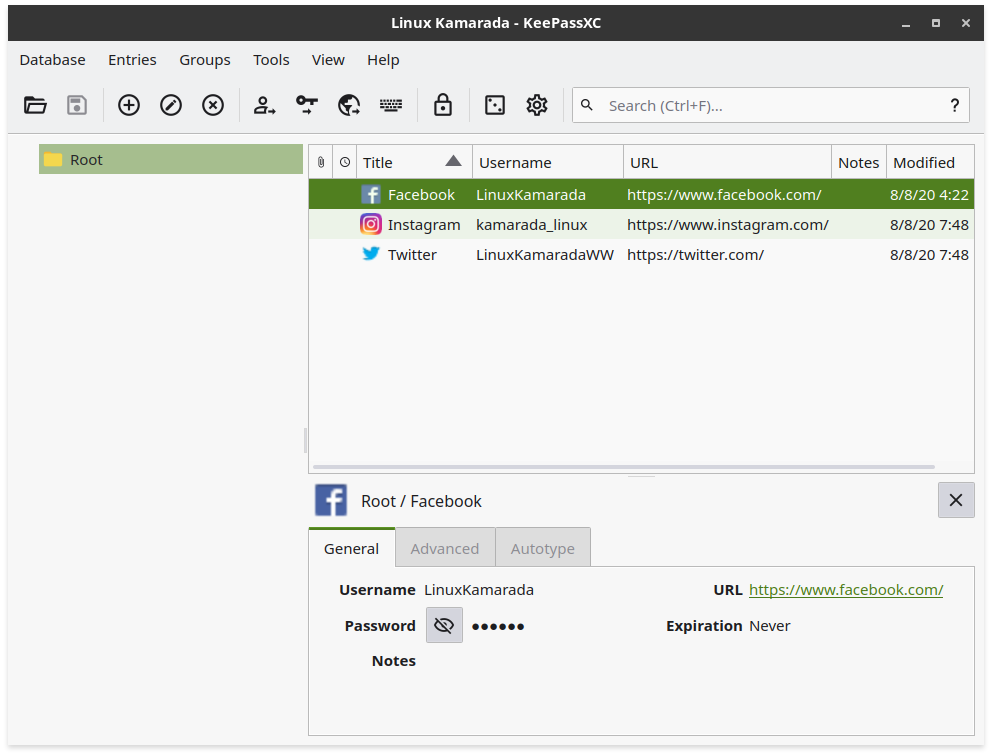 Linux Kamarada - KeePassXC
Database Entries Groups Tools View Help
Search (Ctrl+F)... ?
Root
Title Username URL Notes Modified
Facebook LinuxKamarada https://www.facebook.com/ 8/8/20 4:22
Instagram kamarada_linux https://www.instagram.com/ 8/8/20 7:48
Twitter LinuxKamaradaWW https://twitter.com/ 8/8/20 7:48
Root / Facebook
General Advanced Autotype
Username LinuxKamarada URL https://www.facebook.com/
Password ●●●●●● Expiration Never
Notes